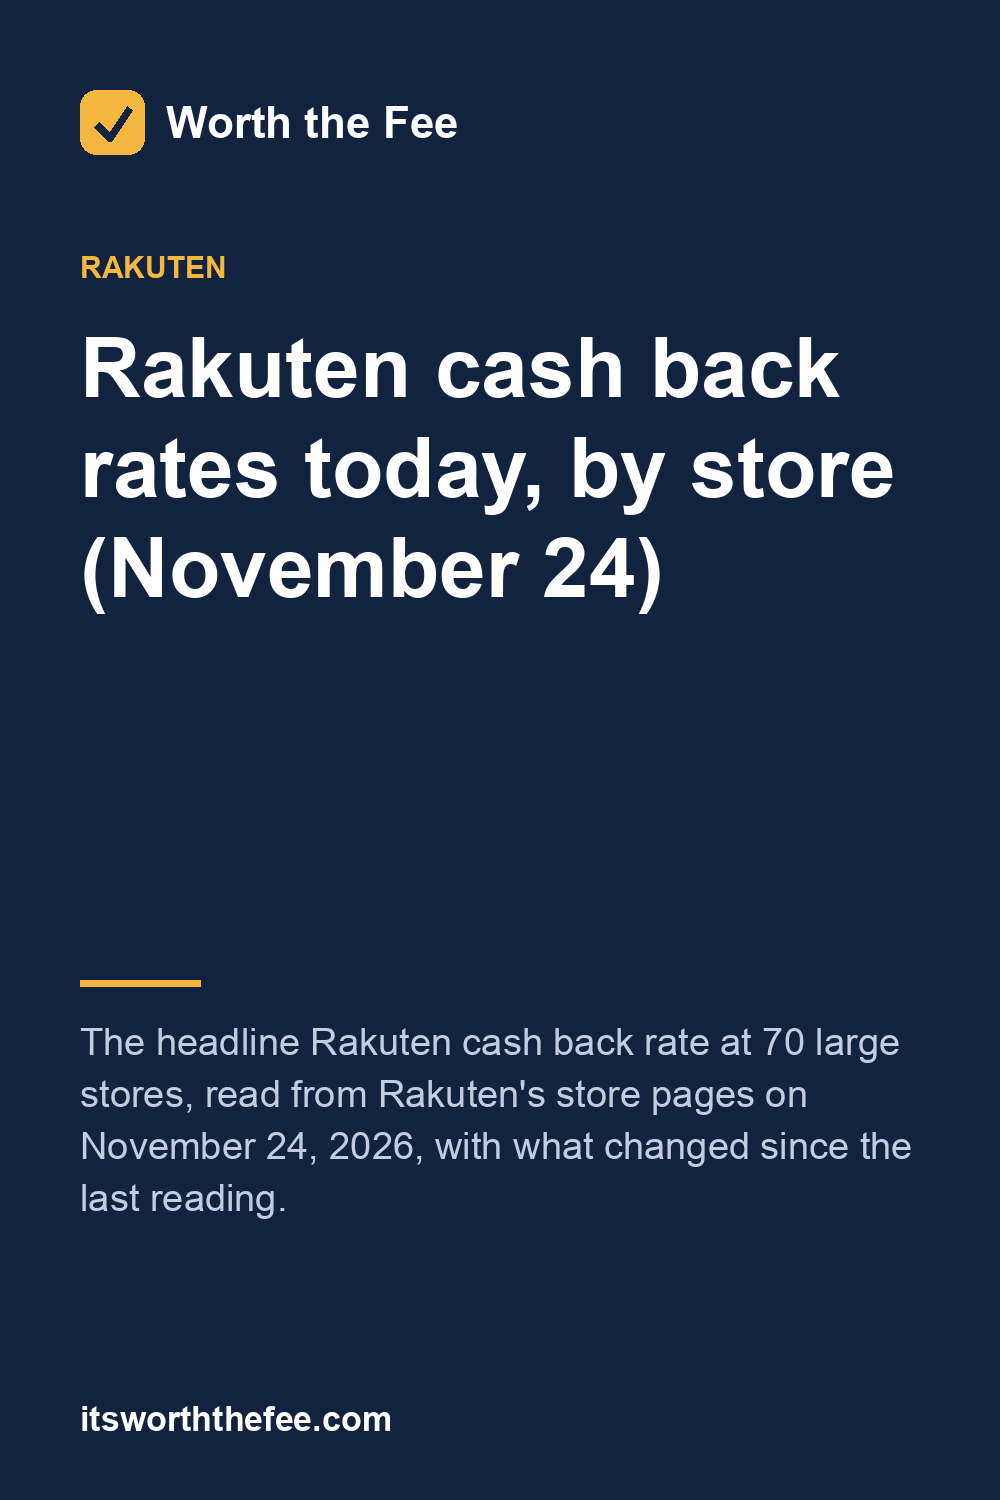 Worth the Fee
RAKUTEN
Rakuten cash back
rates today, by store
(November 24)
The headline Rakuten cash back rate at 70 large
stores, read from Rakuten's store pages on
November 24, 2026, with what changed since the
last reading.
itsworththefee.com